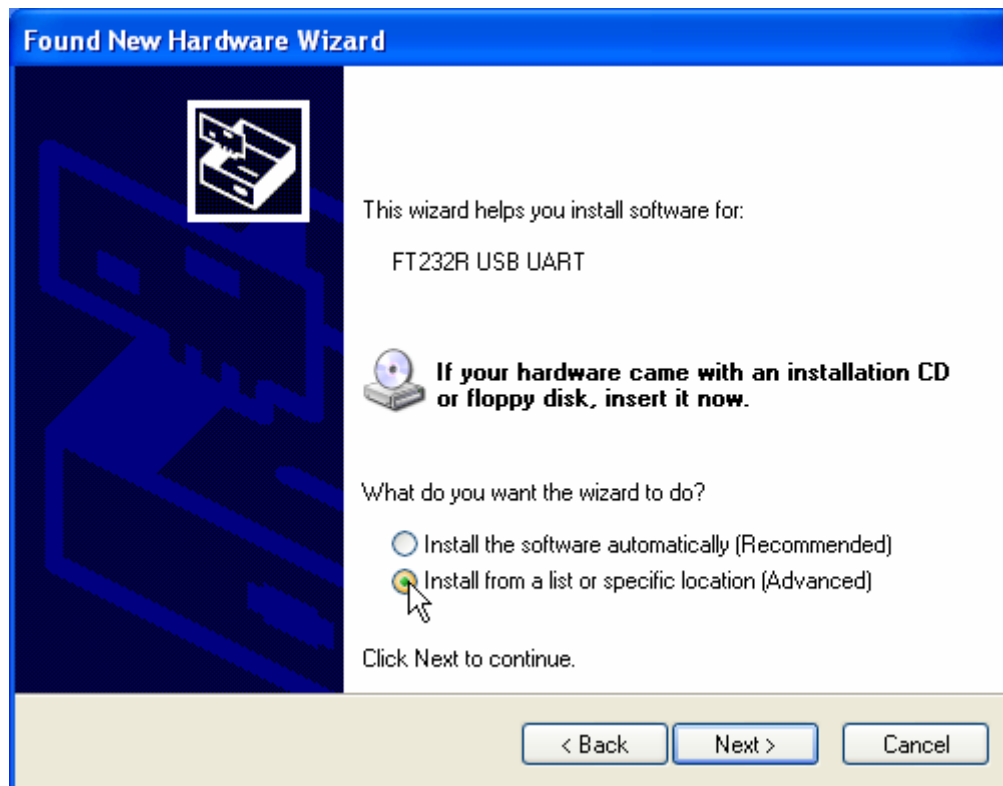 Found New Hardware Wizard
This wizard helps you install software for:
FT232R USB UART
If your hardware came with an installation CD
or floppy disk, insert it now.
What do you want the wizard to do?
Install the software automatically (Recommended)
Install from a list or specific location (Advanced)
Click Next to continue.
< Back
Next >
Cancel